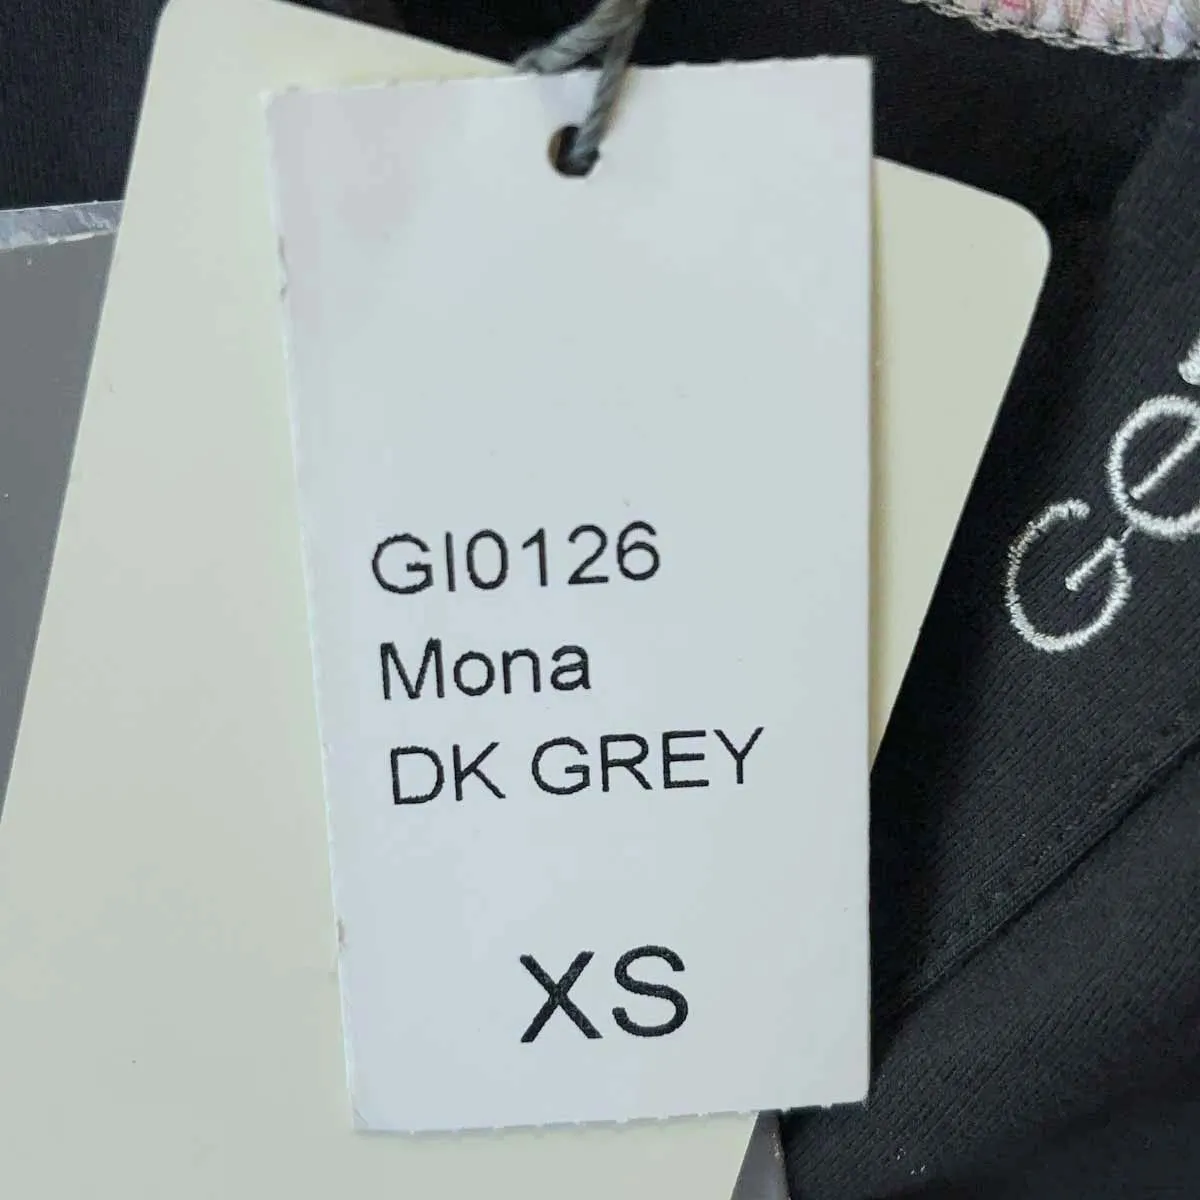 GI0126
Mona
DK GREY
XS